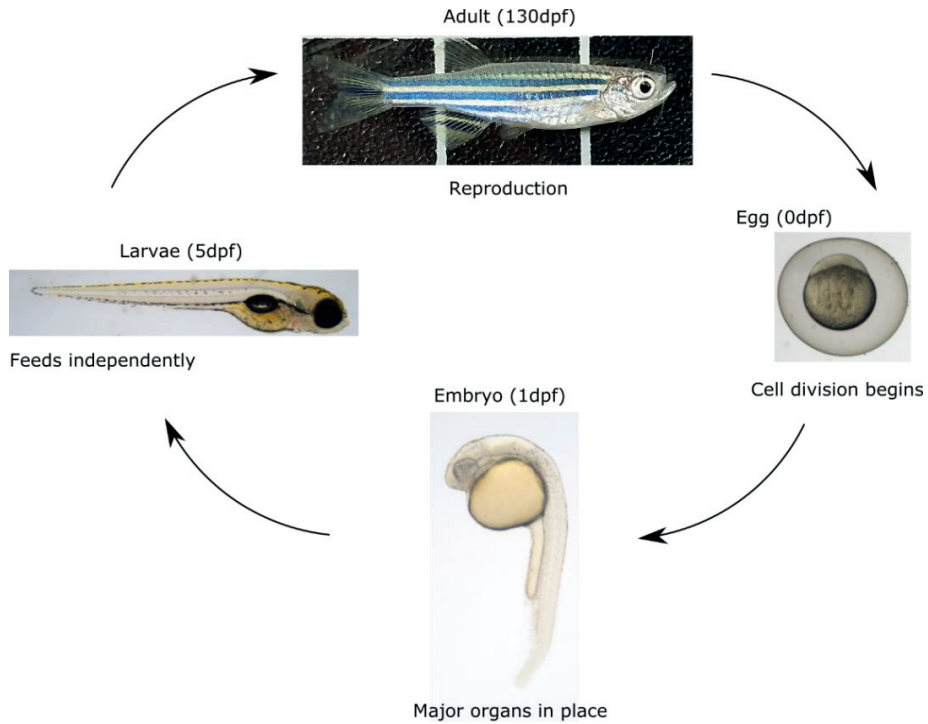 Adult (130dpf)
Reproduction
Egg (0dpf)
Cell division begins
Embryo (1dpf)
Major organs in place
Larvae (5dpf)
Feeds independently